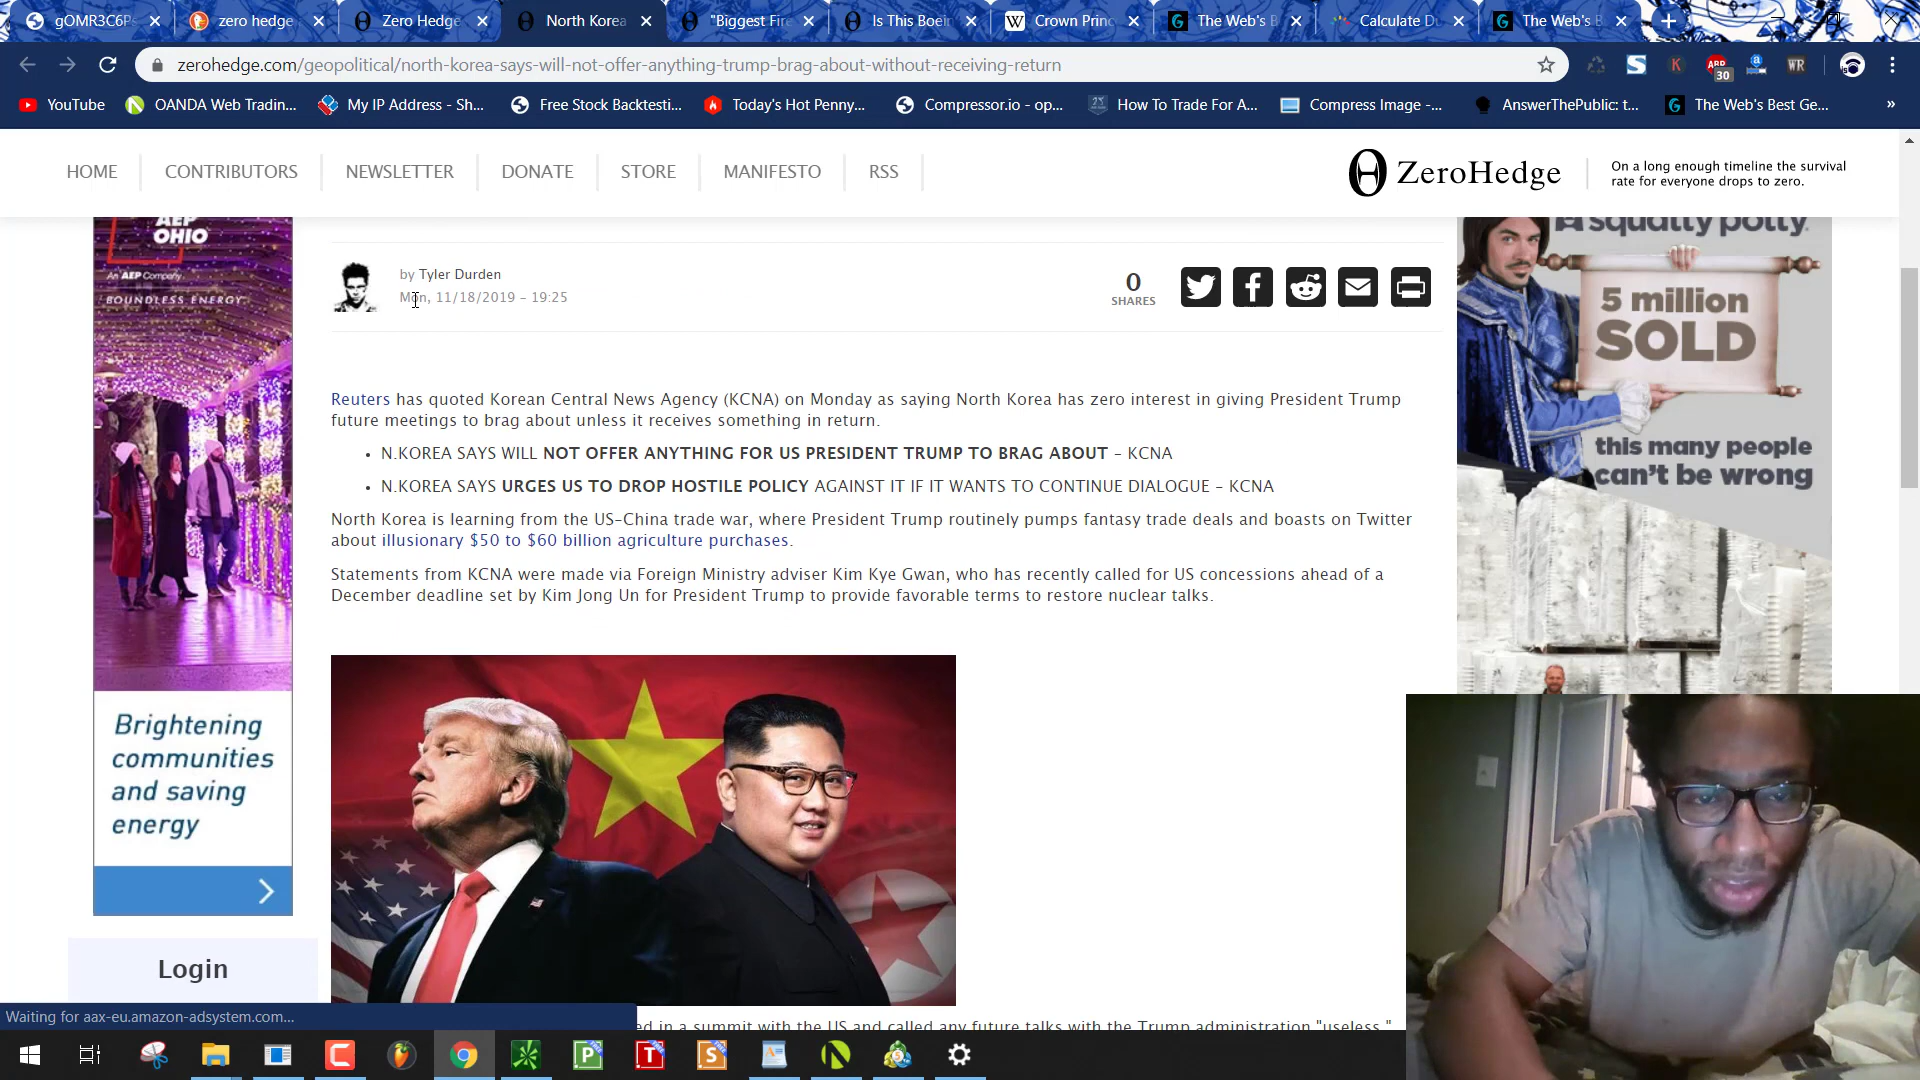 gOMR3C6P
zero hedge
Zero Hedge
North Korea
"Biggest Fire
Is This Boein
Crown Princ
The Web's B
Calculate Du
The Web's B
zerohedge.com/geopolitical/north-korea-says-will-not-offer-anything-trump-brag-about-without-receiving-return
ABP
30
WR
YouTube
OANDA Web Tradin...
My IP Address - Sh...
Free Stock Backtesti...
Today's Hot Penny...
Compressor.io - op...
How To Trade For A...
Compress Image -...
AnswerThePublic: t...
The Web's Best Ge...
»
HOME
CONTRIBUTORS
NEWSLETTER
DONATE
STORE
MANIFESTO
RSS
ZeroHedge
On a long enough timeline the survival
rate for everyone drops to zero.
AEP
OHIO
An AEP Company
BOUNDLESS ENERGY
Brightening
communities
and saving
energy
by Tyler Durden
Mon, 11/18/2019 - 19:25
0
SHARES
Reuters has quoted Korean Central News Agency (KCNA) on Monday as saying North Korea has zero interest in giving President Trump
future meetings to brag about unless it receives something in return.
• N.KOREA SAYS WILL NOT OFFER ANYTHING FOR US PRESIDENT TRUMP TO BRAG ABOUT – KCNA
• N.KOREA SAYS URGES US TO DROP HOSTILE POLICY AGAINST IT IF IT WANTS TO CONTINUE DIALOGUE – KCNA
North Korea is learning from the US-China trade war, where President Trump routinely pumps fantasy trade deals and boasts on Twitter
about illusionary $50 to $60 billion agriculture purchases.
Statements from KCNA were made via Foreign Ministry adviser Kim Kye Gwan, who has recently called for US concessions ahead of a
December deadline set by Kim Jong Un for President Trump to provide favorable terms to restore nuclear talks.
A squatty potty
5 million
SOLD
this many people
can't be wrong
Login
Waiting for aax-eu.amazon-adsystem.com...
ed in a summit with the US and called any future talks with the Trump administration "useless."
P
T
S